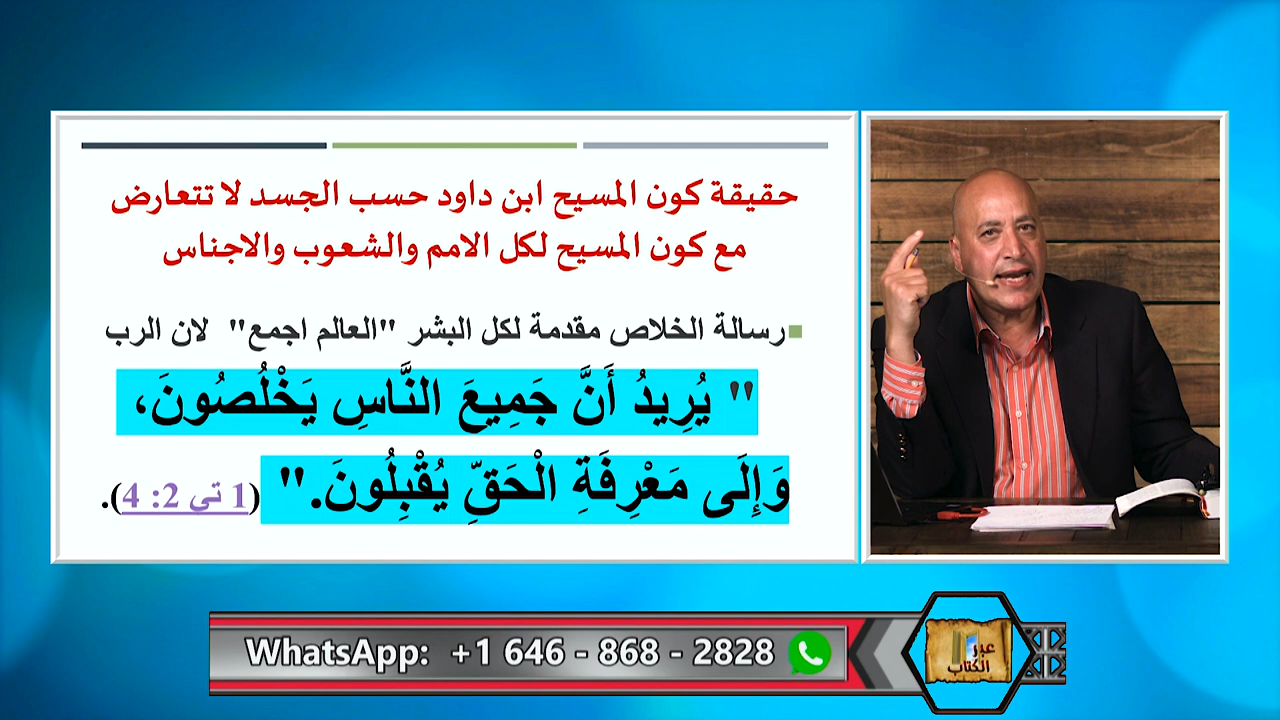 حقيقة كون المسيح ابن داود حسب الجسد لا تتعارض
مع كون المسيح لكل الامم والشعوب والاجناس
رسالة الخلاص مقدمة لكل البشر "العالم اجمع" لان الرب
" يُرِيدُ أَنَّ جَمِيعَ النَّاسِ يَخْلُصُونَ،
وَإِلَى مَعْرِفَةِ الْحَقِّ يُقْبِلُونَ." (1 تى 2: 4).
WhatsApp: +1 646 - 868 - 2828
عبر
الكتاب